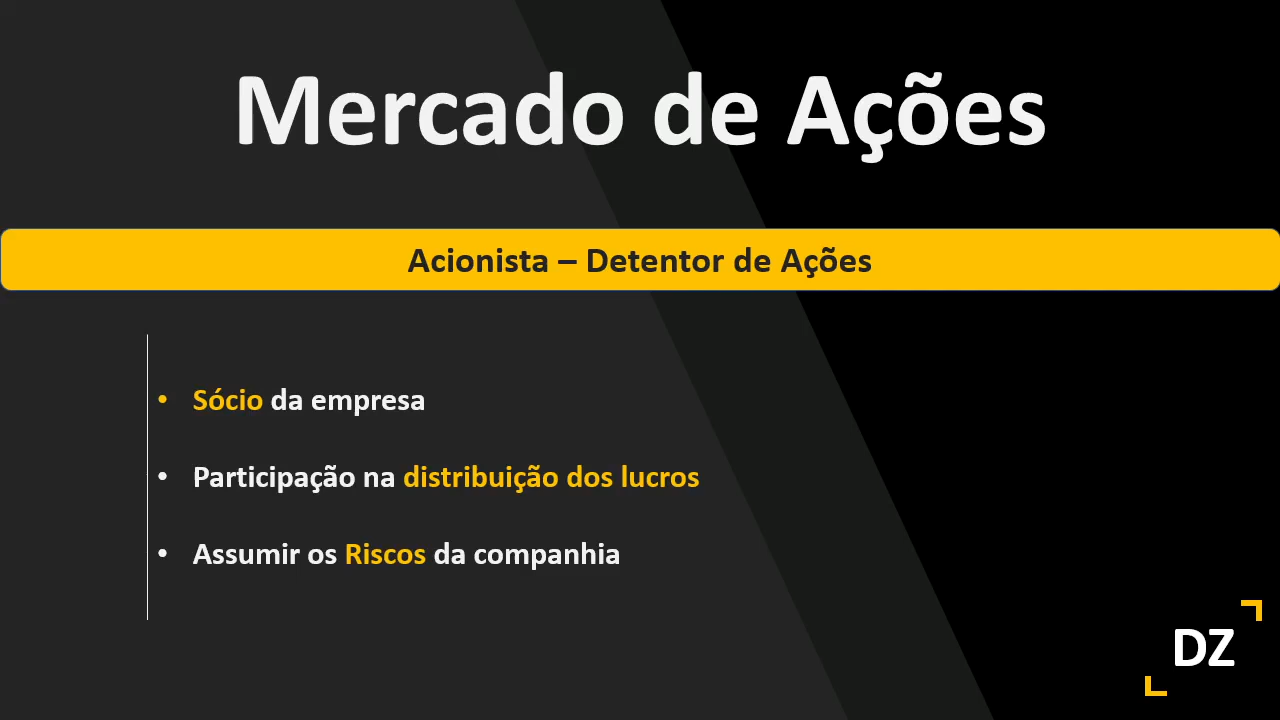 Mercado de Ações
Acionista – Detentor de Ações
• Sócio da empresa
• Participação na distribuição dos lucros
• Assumir os Riscos da companhia
DZ